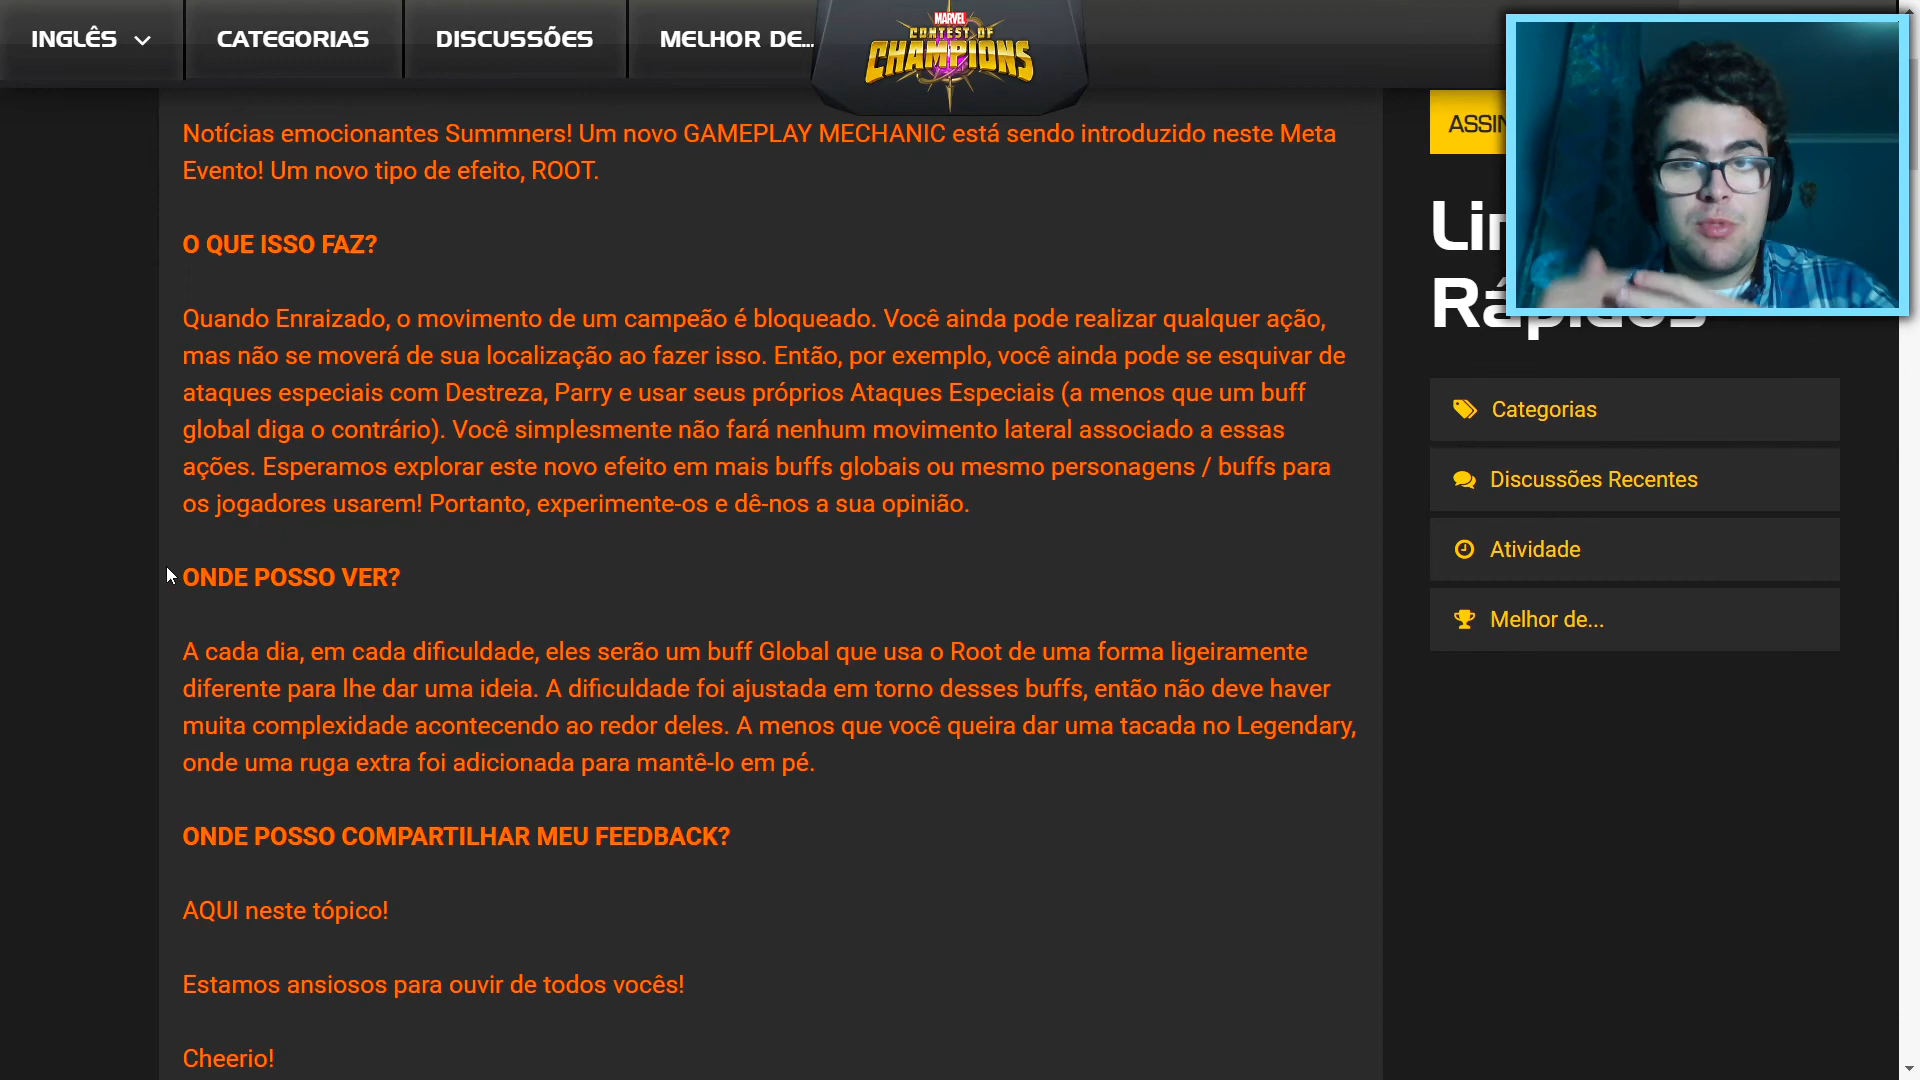 INGLÊS
CATEGORIAS
DISCUSSÕES
MELHOR DE...
MARVEL
CONTEST OF
CHAMPIONS
Notícias emocionantes Summners! Um novo GAMEPLAY MECHANIC está sendo introduzido neste Meta
Evento! Um novo tipo de efeito, ROOT.
O QUE ISSO FAZ?
Quando Enraizado, o movimento de um campeão é bloqueado. Você ainda pode realizar qualquer ação,
mas não se moverá de sua localização ao fazer isso. Então, por exemplo, você ainda pode se esquivar de
ataques especiais com Destreza, Parry e usar seus próprios Ataques Especiais (a menos que um buff
global diga o contrário). Você simplesmente não fará nenhum movimento lateral associado a essas
ações. Esperamos explorar este novo efeito em mais buffs globais ou mesmo personagens / buffs para
os jogadores usarem! Portanto, experimente-os e dê-nos a sua opinião.
ONDE POSSO VER?
A cada dia, em cada dificuldade, eles serão um buff Global que usa o Root de uma forma ligeiramente
diferente para lhe dar uma ideia. A dificuldade foi ajustada em torno desses buffs, então não deve haver
muita complexidade acontecendo ao redor deles. A menos que você queira dar uma tacada no Legendary,
onde uma ruga extra foi adicionada para mantê-lo em pé.
ONDE POSSO COMPARTILHAR MEU FEEDBACK?
AQUI neste tópico!
Estamos ansiosos para ouvir de todos vocês!
Cheerio!
Rápidos
Categorias
Discussões Recentes
Atividade
Melhor de...